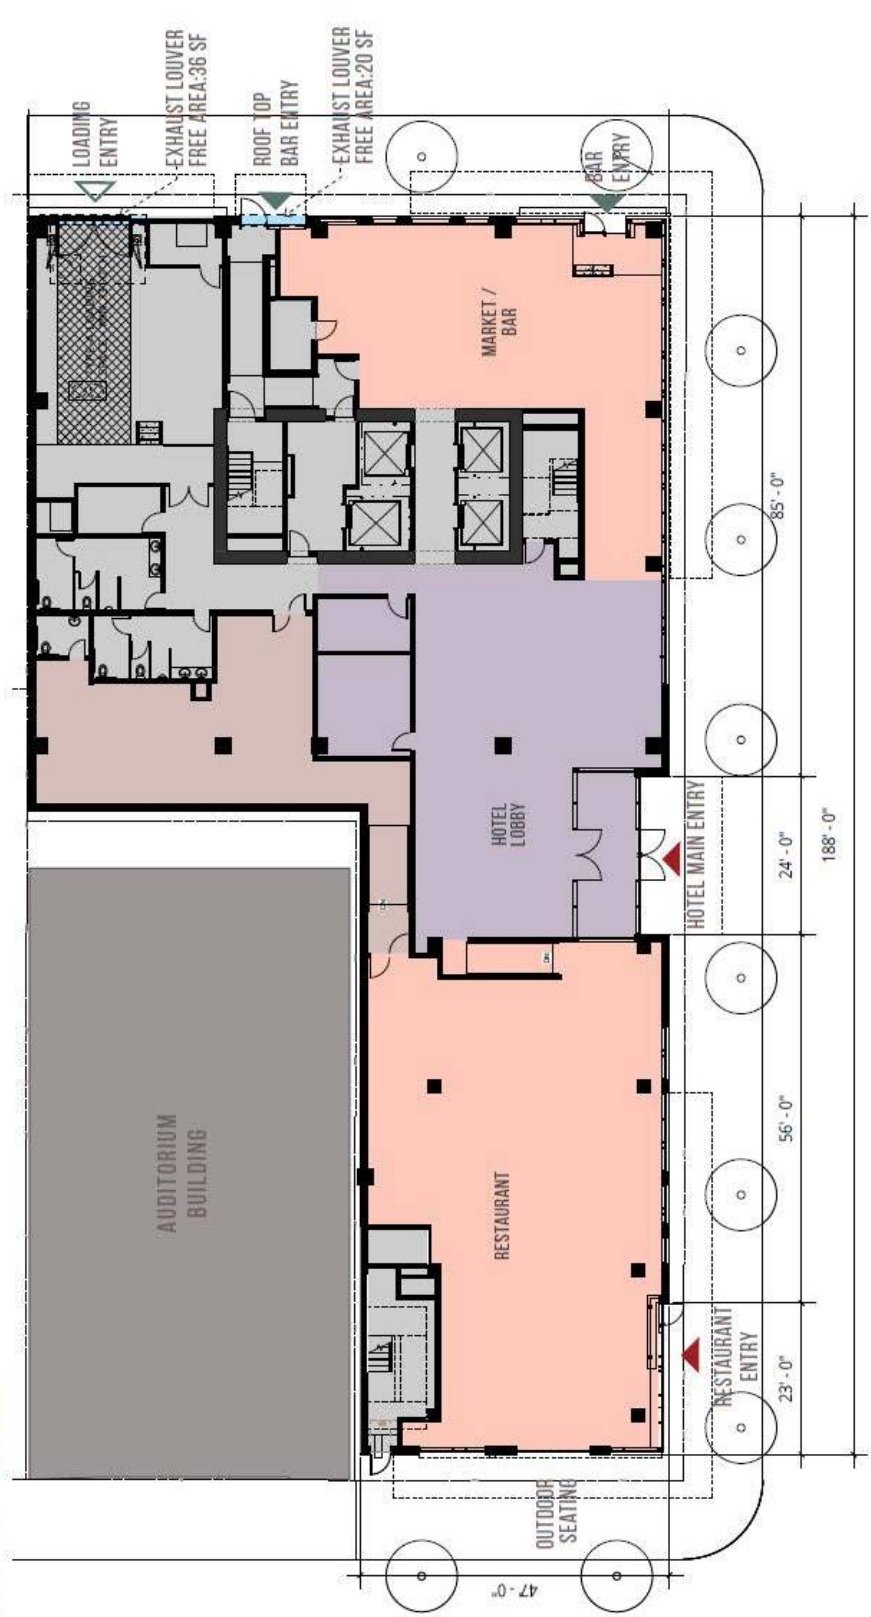 LOADING
ENTRY
EXHAUST LOUVER
FREE AREA:36 SF
ROOF TOP
BAR ENTRY
EXHAUST LOUVER
FREE AREA:20 SF
BAR
ENTRY
MARKET /
BAR
85' - 0"
HOTEL
LOBBY
HOTEL MAIN ENTRY
24' - 0"
188' - 0"
DN
DN
AUDITORIUM
BUILDING
RESTAURANT
56' - 0"
RESTAURANT
ENTRY
23' - 0"
OUTDOOR
SEATING
47' - 0"